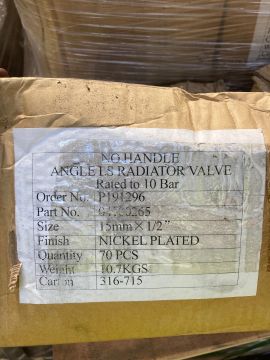 NO HANDLE
ANGLE LS RADIATOR VALVE
Rated to 10 Bar
Order No. P191296
Part No.
Size 15mm×1/2"
Finish NICKEL PLATED
Quantity 70 PCS
Weight 10.7KGS
Carton 316-715